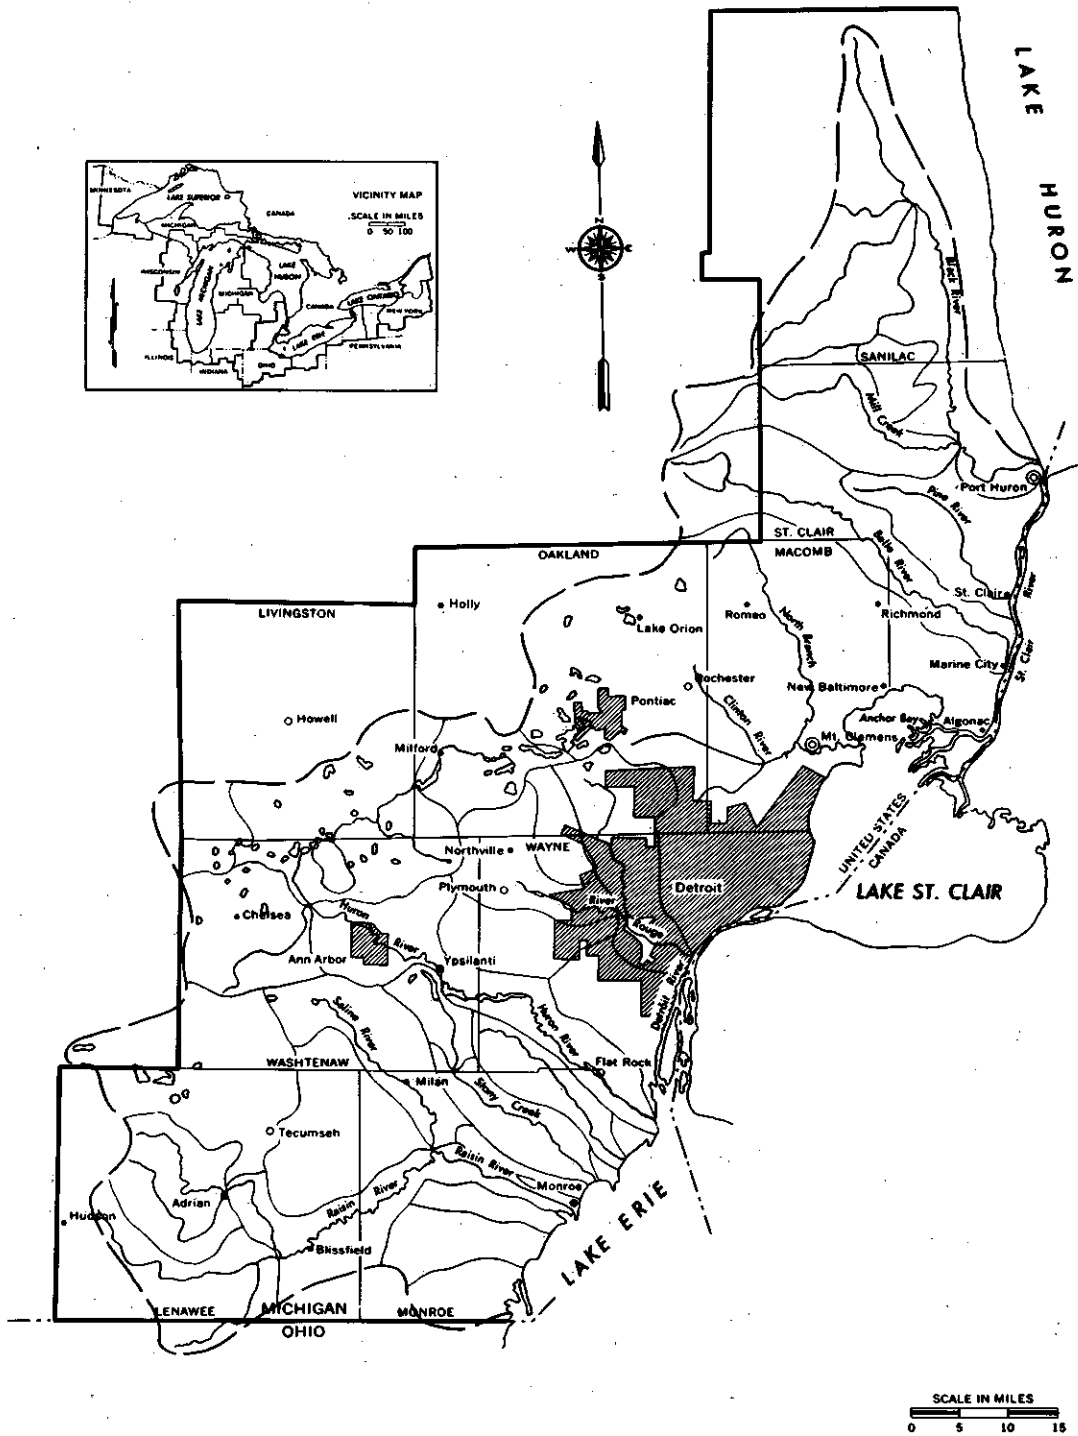 LAKE HURON
VICINITY MAP
SCALE IN MILES
0 50 100
MINNESOTA
LAKE SUPERIOR
CANADA
MICHIGAN
WISCONSIN
LAKE MICHIGAN
MICHIGAN
LAKE HURON
CANADA
LAKE ONTARIO
NEW YORK
LAKE ERIE
PENNSYLVANIA
ILLINOIS
INDIANA
OHIO
N
W E
S
Black River
SANILAC
Mill Creek
Port Huron
Pine River
ST. CLAIR
MACOMB
OAKLAND
Belle River
St. Clair
St. Clair River
LIVINGSTON
Holly
Lake Orion
Romeo
North Branch
Richmond
Marine City
Rochester
New Baltimore
Pontiac
Clinton River
Anchor Bay
Algonac
Howell
Milford
Mt. Clemens
UNITED STATES
CANADA
Northville
WAYNE
Plymouth
Detroit
LAKE ST. CLAIR
Chelsea
Huron River
River Rouge
Ann Arbor
Ypsilanti
Saline River
Huron River
Detroit River
WASHTENAW
Flat Rock
Milan
Stony Creek
Tecumseh
Raisin River
Monroe
Adrian
Raisin River
Hudson
Blissfield
LAKE ERIE
LENAWEE
MICHIGAN
MONROE
OHIO
SCALE IN MILES
0 5 10 15